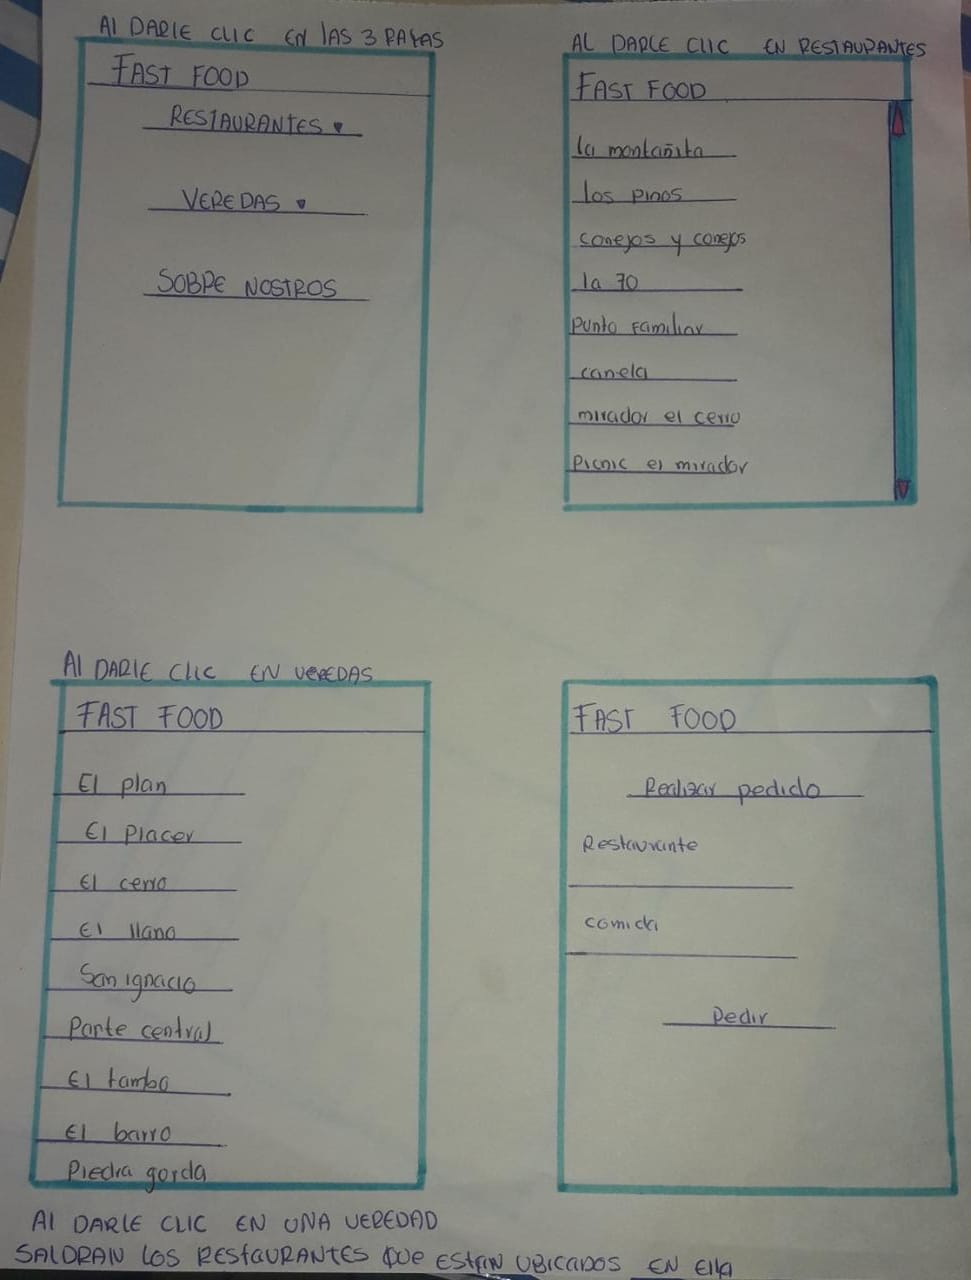 Al DARLE CLIC EN lAS 3 RAYAS
FAST FOOD
RESTAURANTES
VEREDAS
SOBRE NOSTROS
AL DARLE CLIC EN RESTAURANTES
FAST FOOD
la montañita
los pinos
conejos y conejos
la 70
Punto Familiar
canela
mirador el cerro
Picnic el mirador
Al DARLE CLIC EN VEREDAS
FAST FOOD
El plan
El Placer
El cerro
El llano
San ignacio
Parte central
El tambo
El barro
Piedra gorda
Al DARLE CLIC EN UNA VEREDAD
SALDRAN LOS RESTAURANTES QUE ESTAN UBICADOS EN Ella
FAST FOOD
Realizar pedido
Restaurante
comida
Pedir